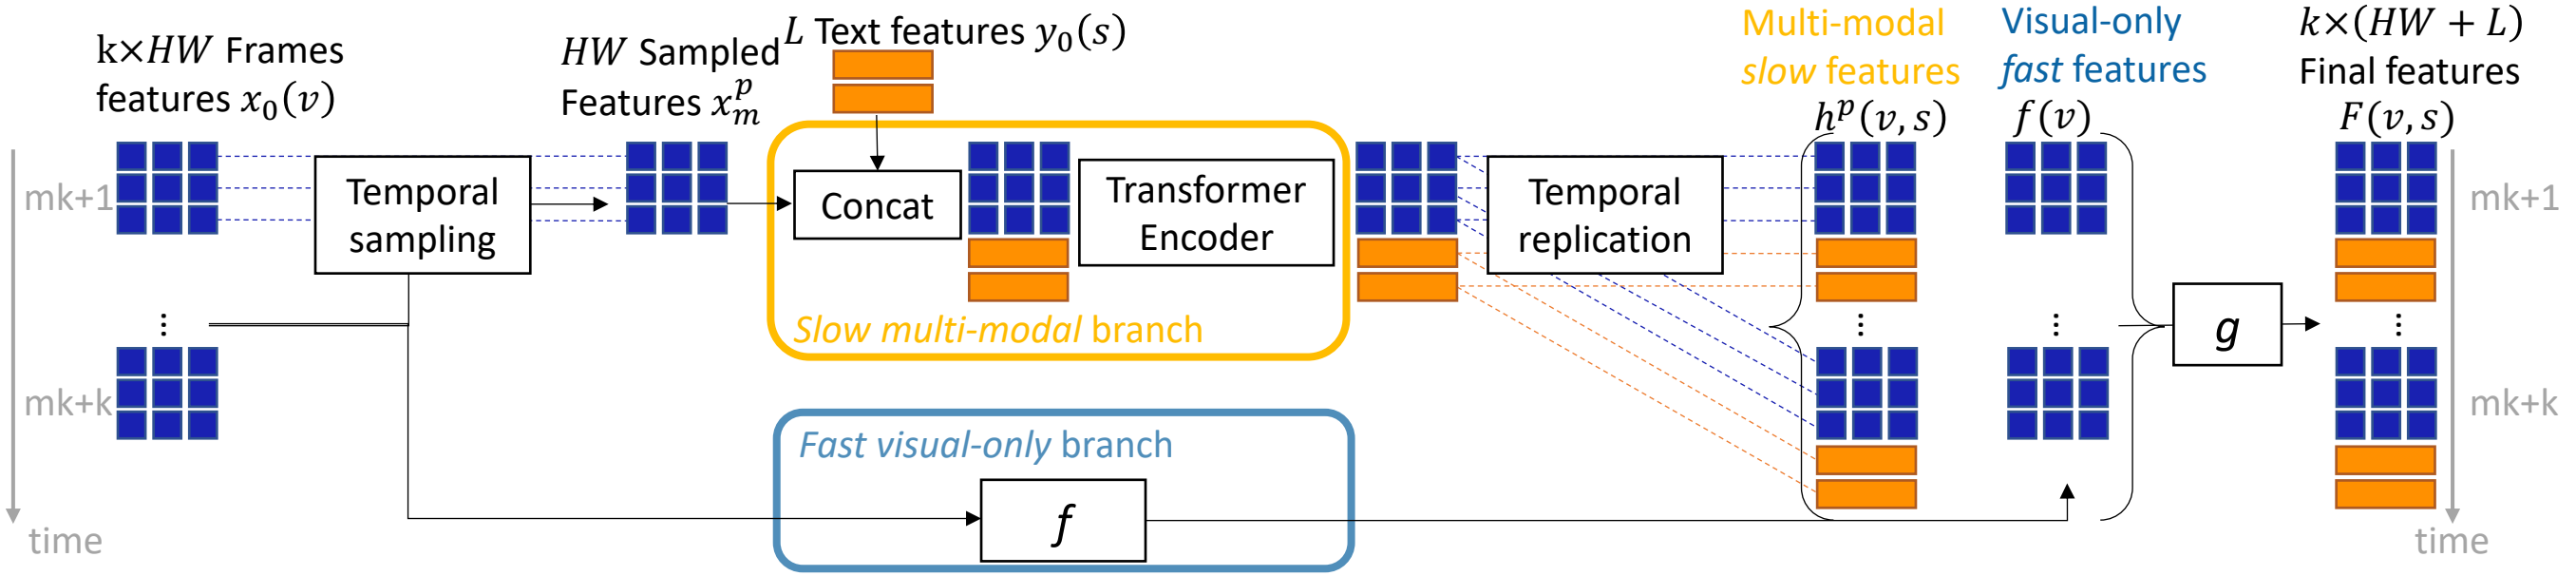 k×HW Frames
features x₀(v)
mk+1
⋮
mk+k
time
Temporal
sampling
HW Sampled
Features xₘᵖ
L Text features y₀(s)
Concat
Transformer
Encoder
Slow multi-modal branch
Fast visual-only branch
f
Temporal
replication
Multi-modal
slow features
hᵖ(v, s)
⋮
Visual-only
fast features
f(v)
⋮
g
k×(HW + L)
Final features
F(v, s)
⋮
mk+1
mk+k
time